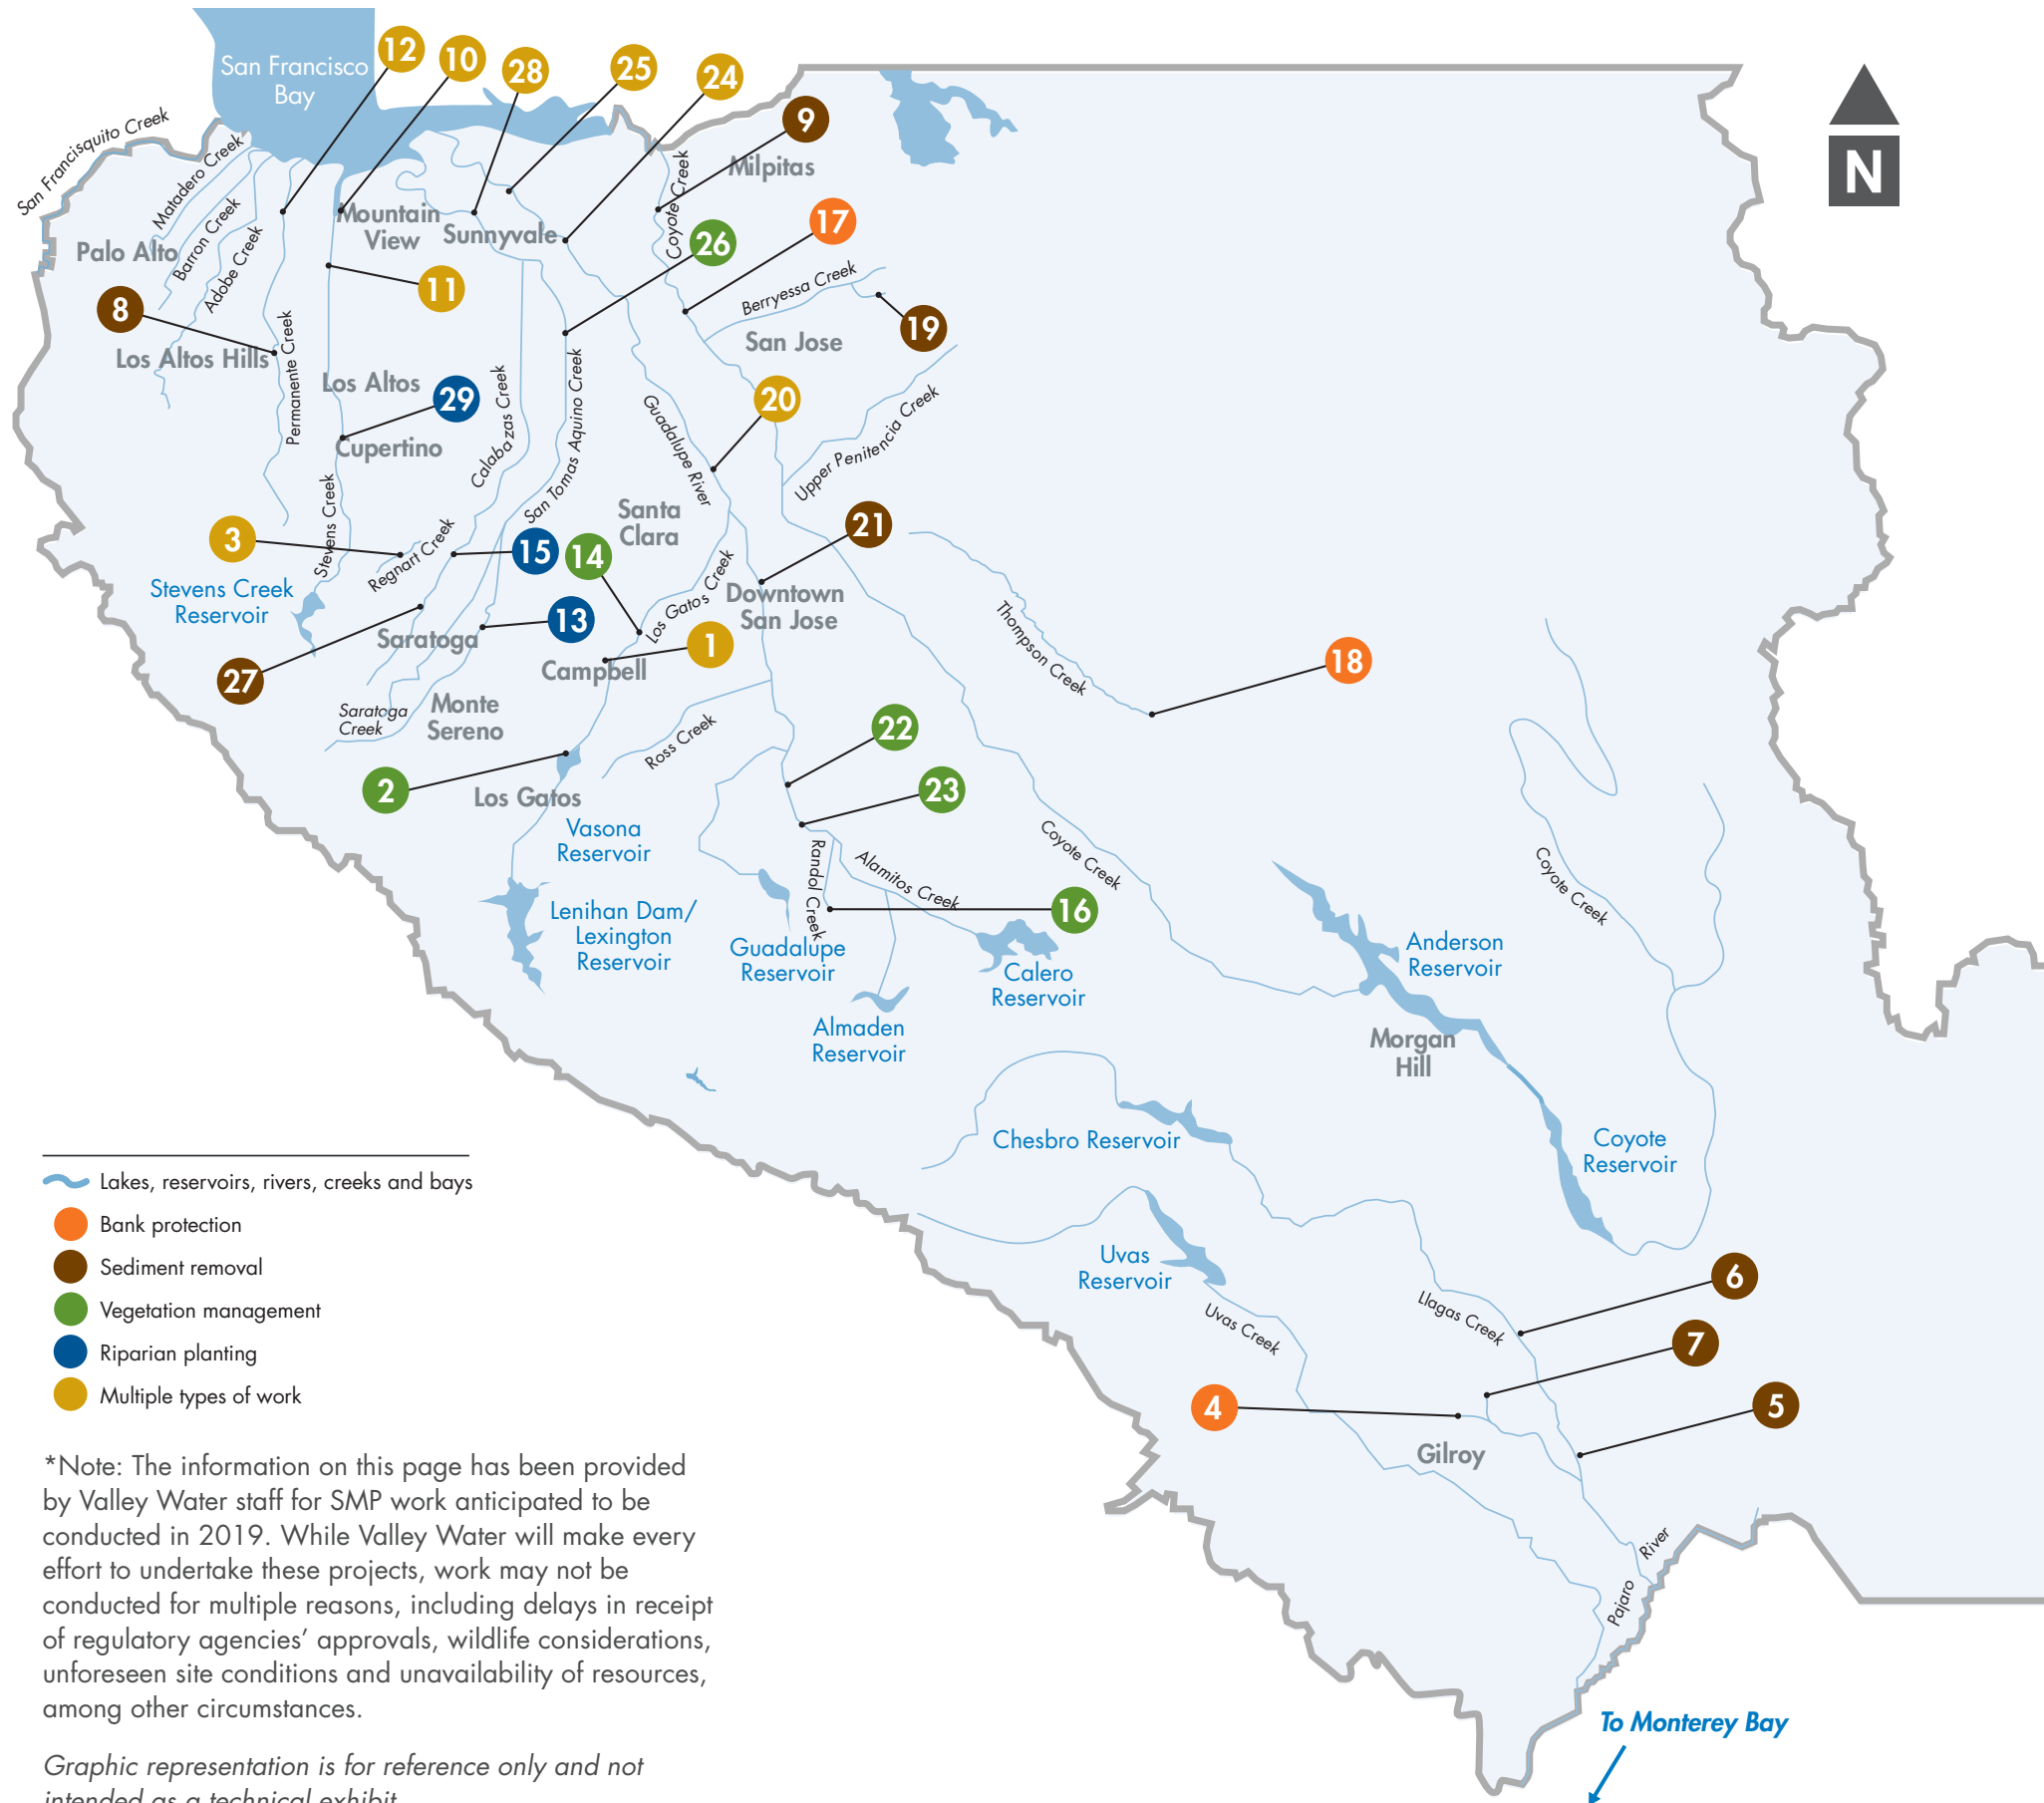 San Francisco
Bay
12
10
28
25
24
9
N
San Francisquito Creek
Matadero Creek
Barron Creek
Adobe Creek
Palo Alto
Mountain
View
Sunnyvale
Coyote Creek
Milpitas
26
17
11
Berryessa Creek
19
San Jose
8
Los Altos Hills
Permanente Creek
Los Altos
29
Cupertino
Calabazas Creek
San Tomas Aquino Creek
Guadalupe River
20
Upper Penitencia Creek
Stevens Creek
Santa
Clara
21
3
Regnart Creek
15
14
Stevens Creek
Reservoir
Los Gatos Creek
Downtown
San Jose
Thompson Creek
13
Saratoga
1
Campbell
18
27
Saratoga
Creek
Monte
Sereno
Ross Creek
22
2
23
Los Gatos
Vasona
Reservoir
Randol Creek
Alamitos Creek
Coyote Creek
Coyote Creek
16
Lenihan Dam/
Lexington
Reservoir
Guadalupe
Reservoir
Calero
Reservoir
Anderson
Reservoir
Almaden
Reservoir
Morgan
Hill
Chesbro Reservoir
Coyote
Reservoir
Uvas
Reservoir
Uvas Creek
Llagas Creek
6
7
4
5
Gilroy
Pajaro River
To Monterey Bay
Lakes, reservoirs, rivers, creeks and bays
Bank protection
Sediment removal
Vegetation management
Riparian planting
Multiple types of work
*Note: The information on this page has been provided
by Valley Water staff for SMP work anticipated to be
conducted in 2019. While Valley Water will make every
effort to undertake these projects, work may not be
conducted for multiple reasons, including delays in receipt
of regulatory agencies’ approvals, wildlife considerations,
unforeseen site conditions and unavailability of resources,
among other circumstances.
Graphic representation is for reference only and not
intended as a technical exhibit